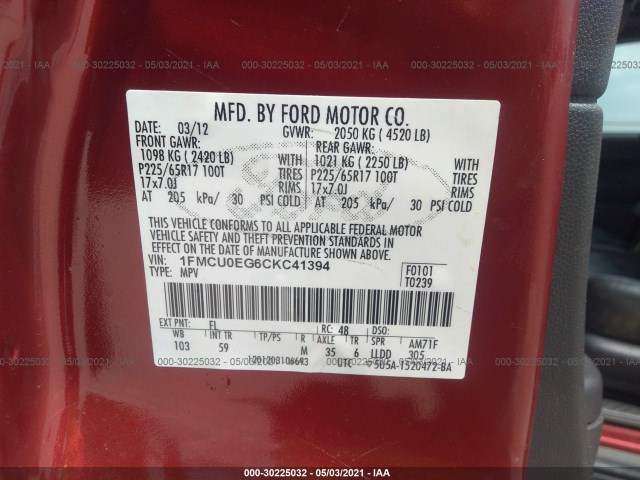 000-30225032 - 05/03/2021 - IAA
MFD. BY FORD MOTOR CO.
DATE: 03/12 GVWR: 2050 KG ( 4520 LB)
FRONT GAWR: REAR GAWR:
1098 KG ( 2420 LB) WITH 1021 KG ( 2250 LB) WITH
P225/65R17 100T TIRES P225/65R17 100T TIRES
17x7.0J RIMS 17x7.0J RIMS
AT 205 kPa/ 30 PSI COLD AT 205 kPa/ 30 PSI COLD
THIS VEHICLE CONFORMS TO ALL APPLICABLE FEDERAL MOTOR
VEHICLE SAFETY AND THEFT PREVENTION STANDARDS IN
EFFECT ON THE DATE OF MANUFACTURE SHOWN ABOVE.
VIN: 1FMCU0EG6CKC41394
TYPE: MPV
F0101
T0239
EXT PNT: FL RC: 48 DSO:
WB INT TR TP/PS R AXLE TR SPR AM71F
103 59 M 35 6 LLDD 305
UTC
000-30225032 - 05/03/2021 - IAA